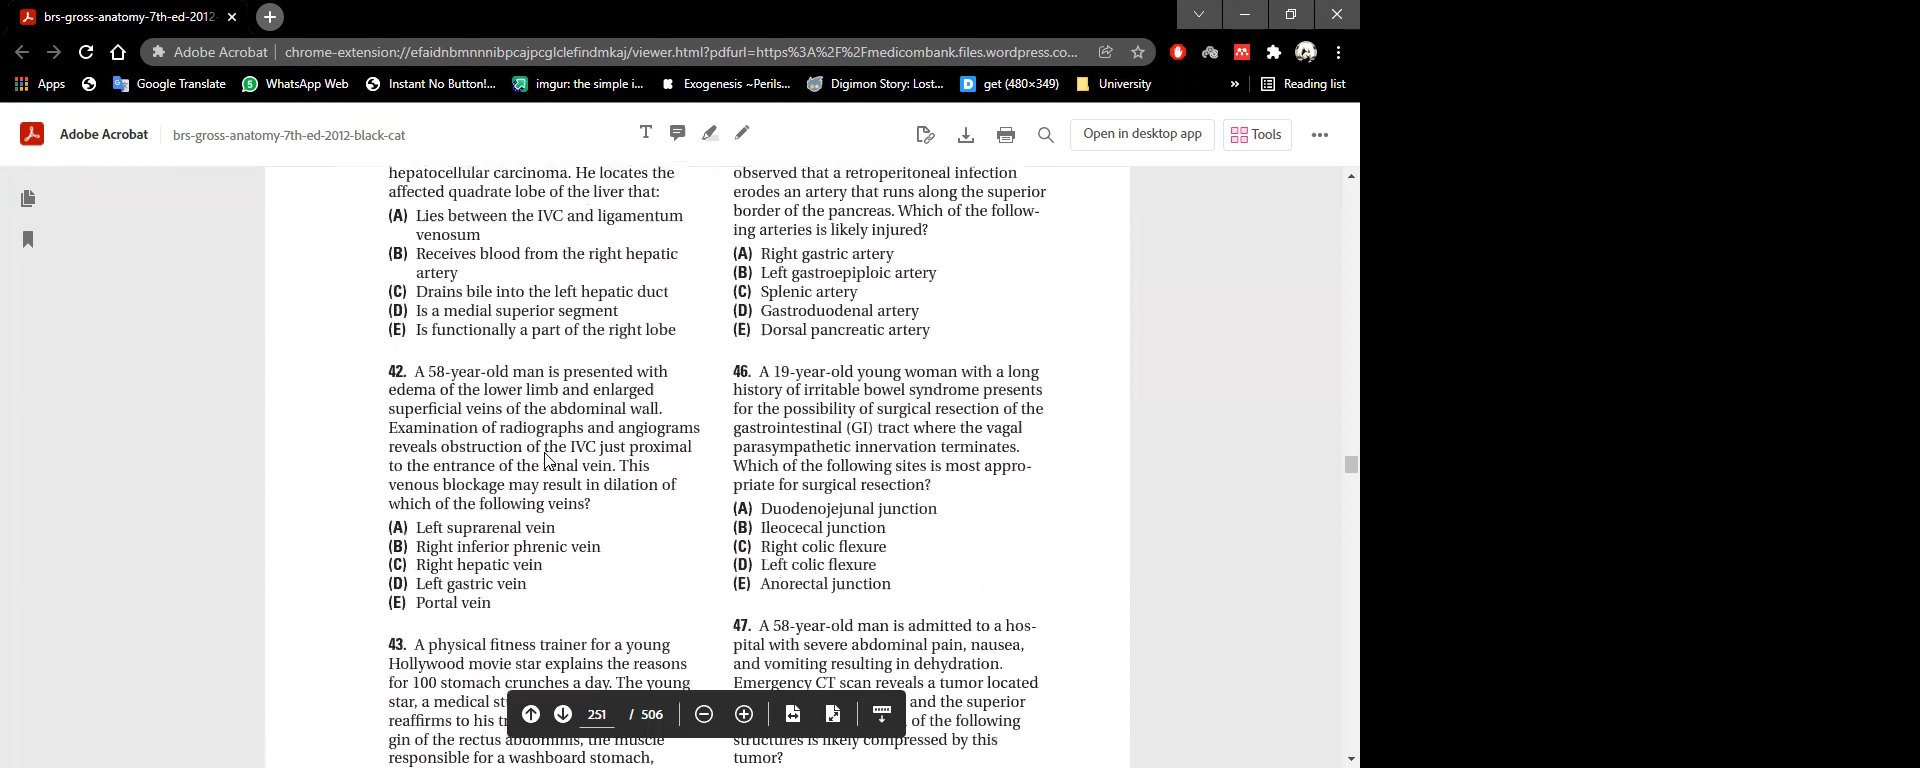 brs-gross-anatomy-7th-ed-2012-
Adobe Acrobat
chrome-extension://efaidnbmnnnibpcajpcglclefindmkaj/viewer.html?pdfurl=https%3A%2F%2Fmedicombank.files.wordpress.co...
Apps
Google Translate
WhatsApp Web
Instant No Button!...
imgur: the simple i...
Exogenesis ~Perils...
Digimon Story: Lost...
get (480×349)
University
»
Reading list
Adobe Acrobat
brs-gross-anatomy-7th-ed-2012-black-cat
Open in desktop app
Tools
hepatocellular carcinoma. He locates the
affected quadrate lobe of the liver that:
(A) Lies between the IVC and ligamentum
venosum
(B) Receives blood from the right hepatic
artery
(C) Drains bile into the left hepatic duct
(D) Is a medial superior segment
(E) Is functionally a part of the right lobe
42. A 58-year-old man is presented with
edema of the lower limb and enlarged
superficial veins of the abdominal wall.
Examination of radiographs and angiograms
reveals obstruction of the IVC just proximal
to the entrance of the renal vein. This
venous blockage may result in dilation of
which of the following veins?
(A) Left suprarenal vein
(B) Right inferior phrenic vein
(C) Right hepatic vein
(D) Left gastric vein
(E) Portal vein
43. A physical fitness trainer for a young
Hollywood movie star explains the reasons
for 100 stomach crunches a day. The young
star, a medical st
reaffirms to his tr
gin of the rectus abdominis, the muscle
responsible for a washboard stomach,
observed that a retroperitoneal infection
erodes an artery that runs along the superior
border of the pancreas. Which of the follow-
ing arteries is likely injured?
(A) Right gastric artery
(B) Left gastroepiploic artery
(C) Splenic artery
(D) Gastroduodenal artery
(E) Dorsal pancreatic artery
46. A 19-year-old young woman with a long
history of irritable bowel syndrome presents
for the possibility of surgical resection of the
gastrointestinal (GI) tract where the vagal
parasympathetic innervation terminates.
Which of the following sites is most appro-
priate for surgical resection?
(A) Duodenojejunal junction
(B) Ileocecal junction
(C) Right colic flexure
(D) Left colic flexure
(E) Anorectal junction
47. A 58-year-old man is admitted to a hos-
pital with severe abdominal pain, nausea,
and vomiting resulting in dehydration.
Emergency CT scan reveals a tumor located
and the superior
of the following
structures is likely compressed by this
tumor?
251 / 506